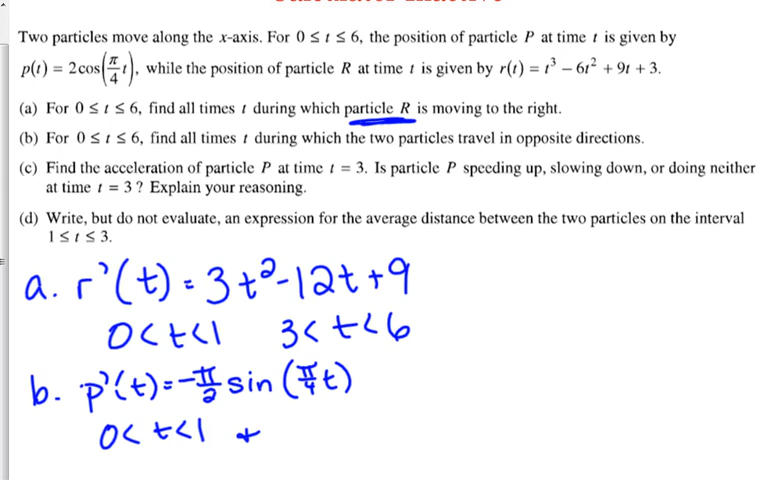 Two particles move along the x-axis. For 0 ≤ t ≤ 6, the position of particle P at time t is given by
p(t) = 2cos(π/4 t), while the position of particle R at time t is given by r(t) = t³ − 6t² + 9t + 3.
(a) For 0 ≤ t ≤ 6, find all times t during which particle R is moving to the right.
(b) For 0 ≤ t ≤ 6, find all times t during which the two particles travel in opposite directions.
(c) Find the acceleration of particle P at time t = 3. Is particle P speeding up, slowing down, or doing neither
at time t = 3? Explain your reasoning.
(d) Write, but do not evaluate, an expression for the average distance between the two particles on the interval
1 ≤ t ≤ 3.
a. r'(t) = 3t²-12t+9
0<t<1 3<t<6
b. p'(t)=-π/2 sin(π/4 t)
0<t<1 +